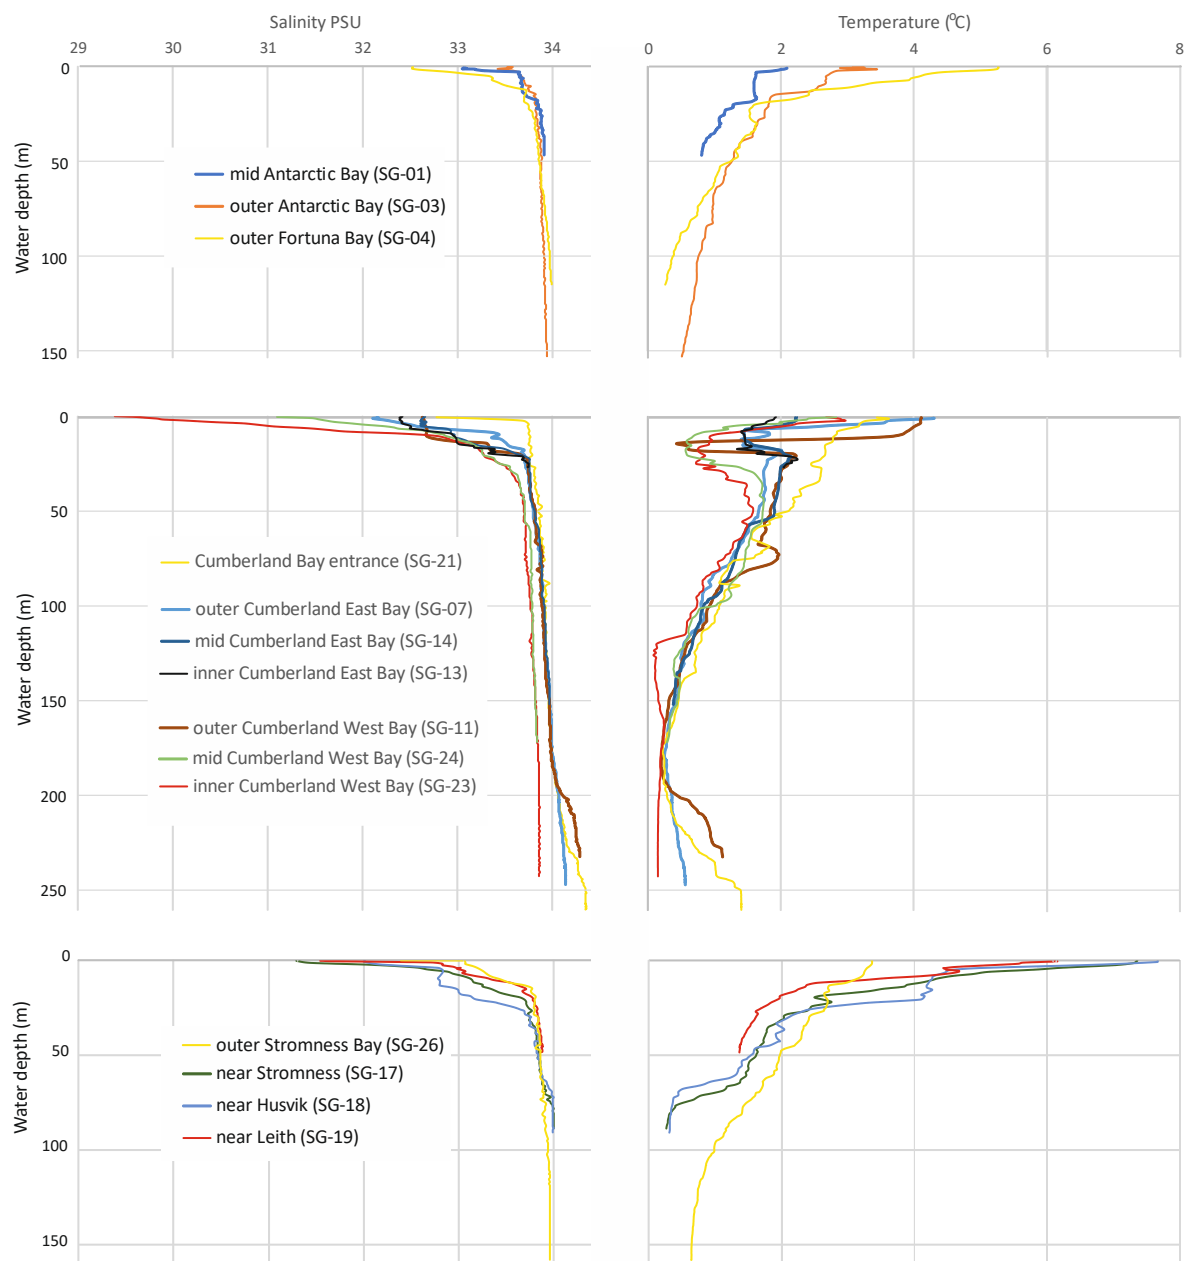 Salinity PSU
Temperature (°C)
29 30 31 32 33 34
0 2 4 6 8
0
50
100
150
Water depth (m)
mid Antarctic Bay (SG-01)
outer Antarctic Bay (SG-03)
outer Fortuna Bay (SG-04)
0
50
100
150
200
250
Water depth (m)
Cumberland Bay entrance (SG-21)
outer Cumberland East Bay (SG-07)
mid Cumberland East Bay (SG-14)
inner Cumberland East Bay (SG-13)
outer Cumberland West Bay (SG-11)
mid Cumberland West Bay (SG-24)
inner Cumberland West Bay (SG-23)
0
50
100
150
Water depth (m)
outer Stromness Bay (SG-26)
near Stromness (SG-17)
near Husvik (SG-18)
near Leith (SG-19)